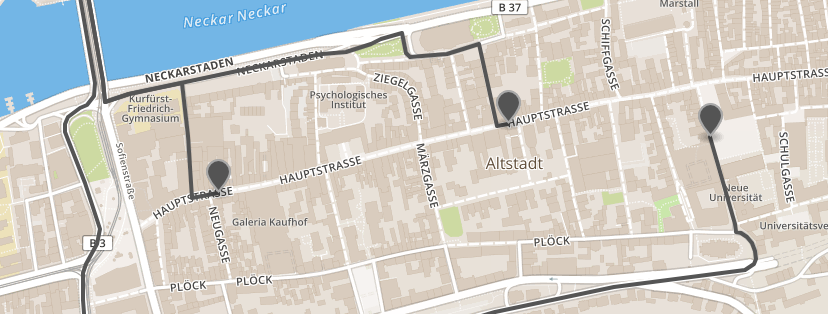 Neckar Neckar
B 37
Marstall
NECKARSTADEN
NECKARSTADEN
SCHIFFGASSE
HAUPTSTRASSE
ZIEGELGASSE
Kurfürst-
Friedrich-
Gymnasium
Psychologisches
Institut
HAUPTSTRASSE
Sofienstraße
MÄRZGASSE
Altstadt
SCHULGASSE
HAUPTSTRASSE
HAUPTSTRASSE
Neue
Universität
NEUGASSE
Galeria Kaufhof
Universitätsve
B 3
PLÖCK
PLÖCK
PLÖCK